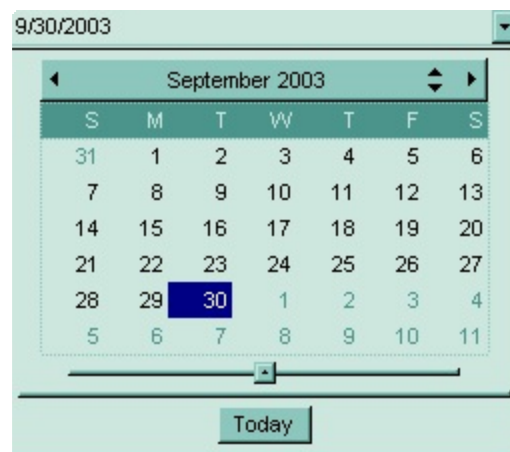 9/30/2003
September 2003
S M T W T F S
31 1 2 3 4 5 6
7 8 9 10 11 12 13
14 15 16 17 18 19 20
21 22 23 24 25 26 27
28 29 30 1 2 3 4
5 6 7 8 9 10 11
Today